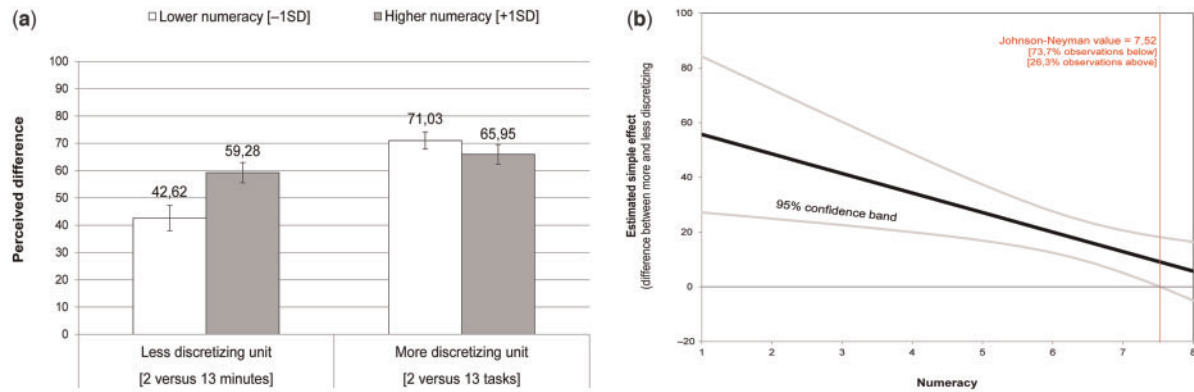 (a)
Lower numeracy [–1SD] Higher numeracy [+1SD]
Perceived difference
100
90
80
70
60
50
40
30
20
10
0
42,62
59,28
71,03
65,95
Less discretizing unit
[2 versus 13 minutes]
More discretizing unit
[2 versus 13 tasks]
(b)
Estimated simple effect
(difference between more and less discretizing
100
80
60
40
20
0
–20
Johnson-Neyman value = 7,52
[73,7% observations below]
[26,3% observations above]
95% confidence band
1 2 3 4 5 6 7 8
Numeracy